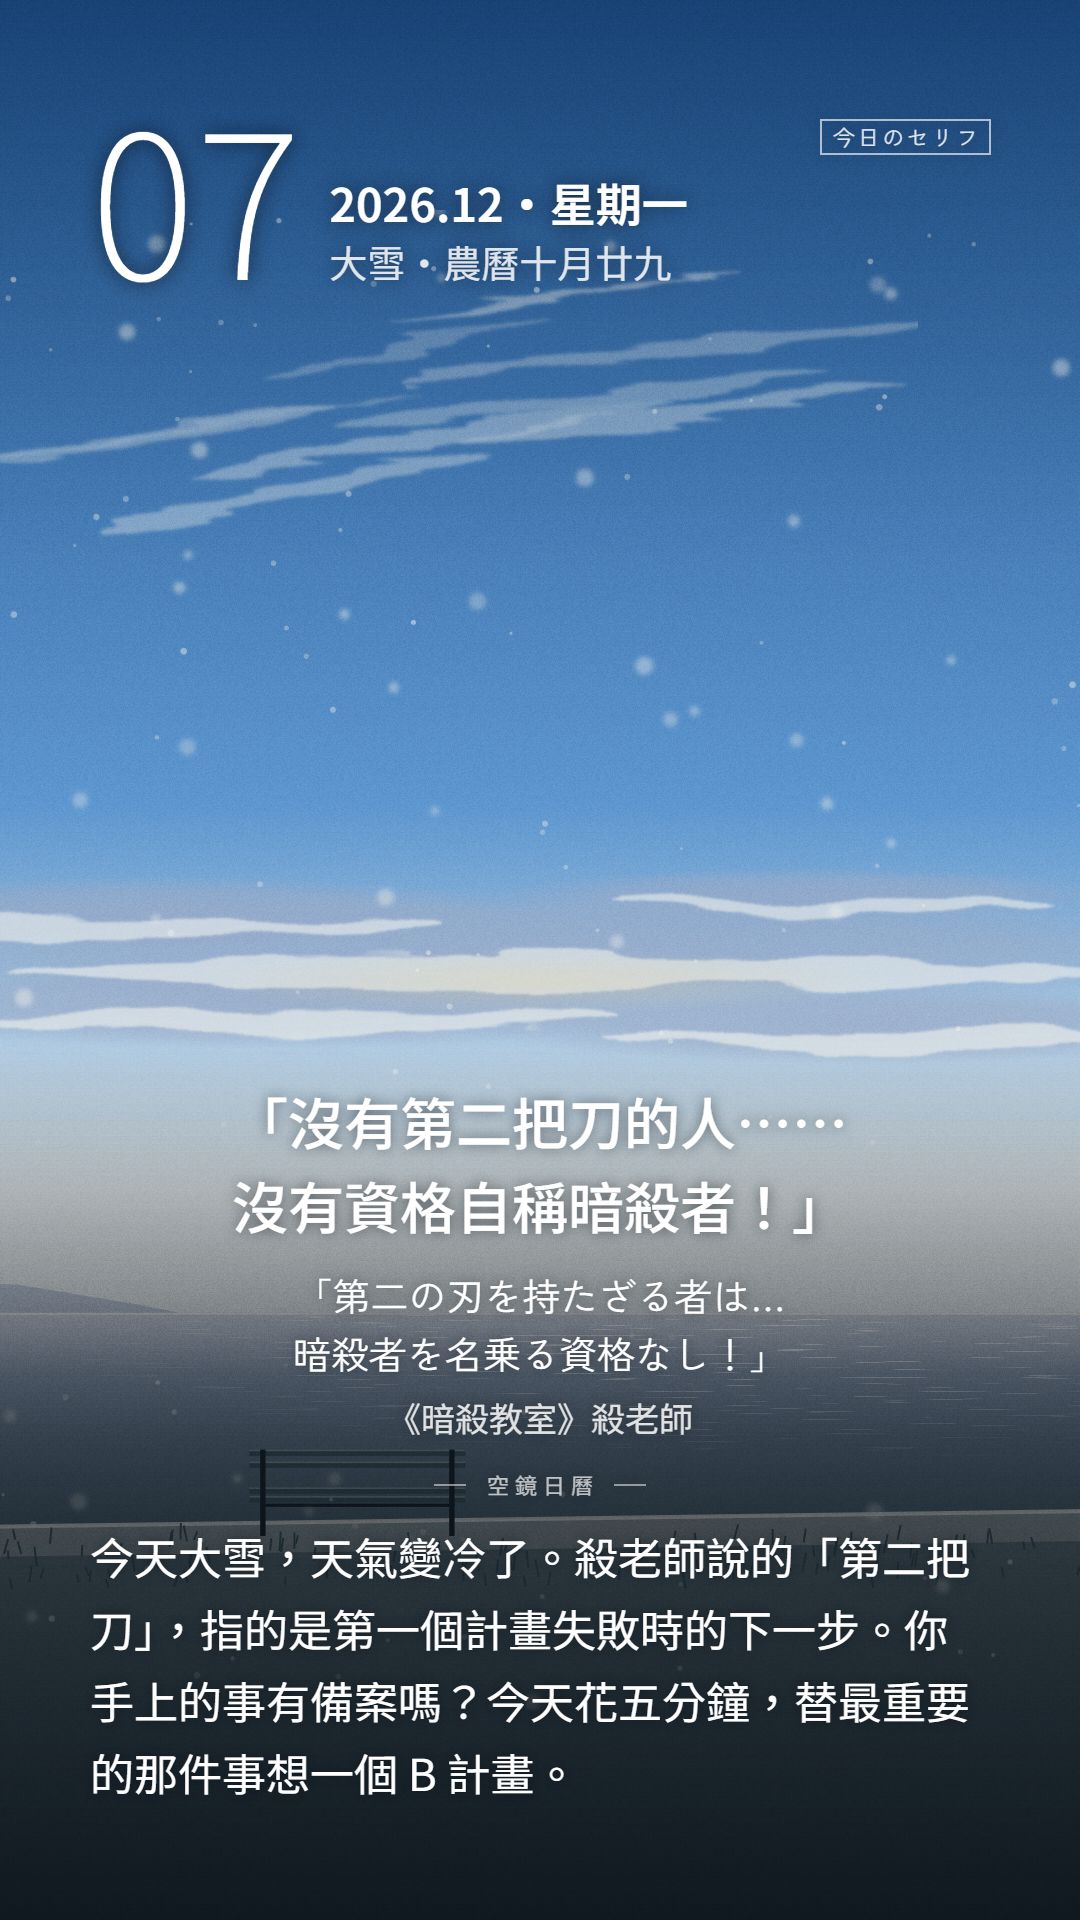 07
2026.12・星期一
大雪・農曆十月廿九
今日のセリフ
「沒有第二把刀的人……
沒有資格自稱暗殺者！」
「第二の刃を持たざる者は…
暗殺者を名乗る資格なし！」
《暗殺教室》殺老師
空鏡日曆
今天大雪，天氣變冷了。殺老師說的「第二把
刀」，指的是第一個計畫失敗時的下一步。你
手上的事有備案嗎？今天花五分鐘，替最重要
的那件事想一個 B 計畫。